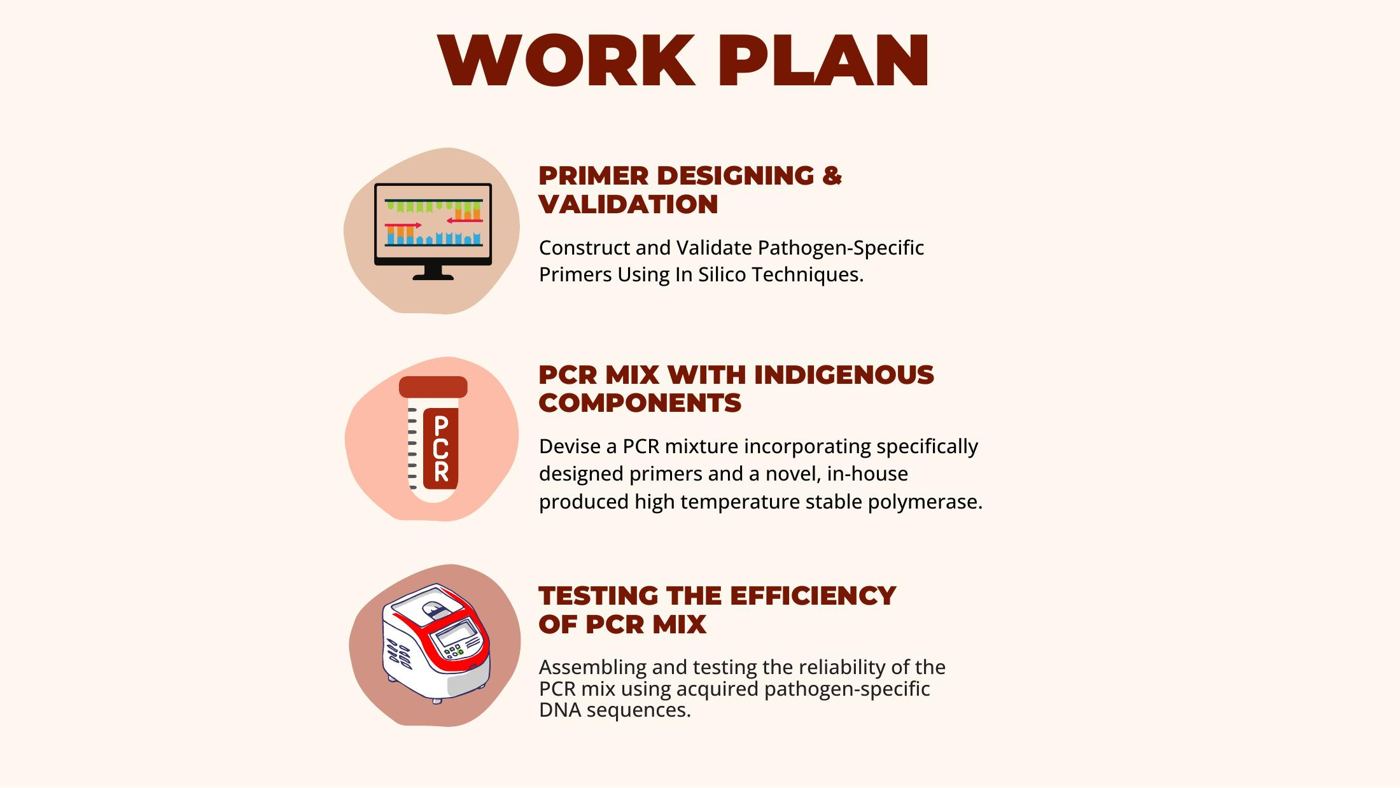 WORK PLAN
PRIMER DESIGNING &
VALIDATION
Construct and Validate Pathogen-Specific
Primers Using In Silico Techniques.
PCR MIX WITH INDIGENOUS
COMPONENTS
P
C
R
Devise a PCR mixture incorporating specifically
designed primers and a novel, in-house
produced high temperature stable polymerase.
TESTING THE EFFICIENCY
OF PCR MIX
Assembling and testing the reliability of the
PCR mix using acquired pathogen-specific
DNA sequences.